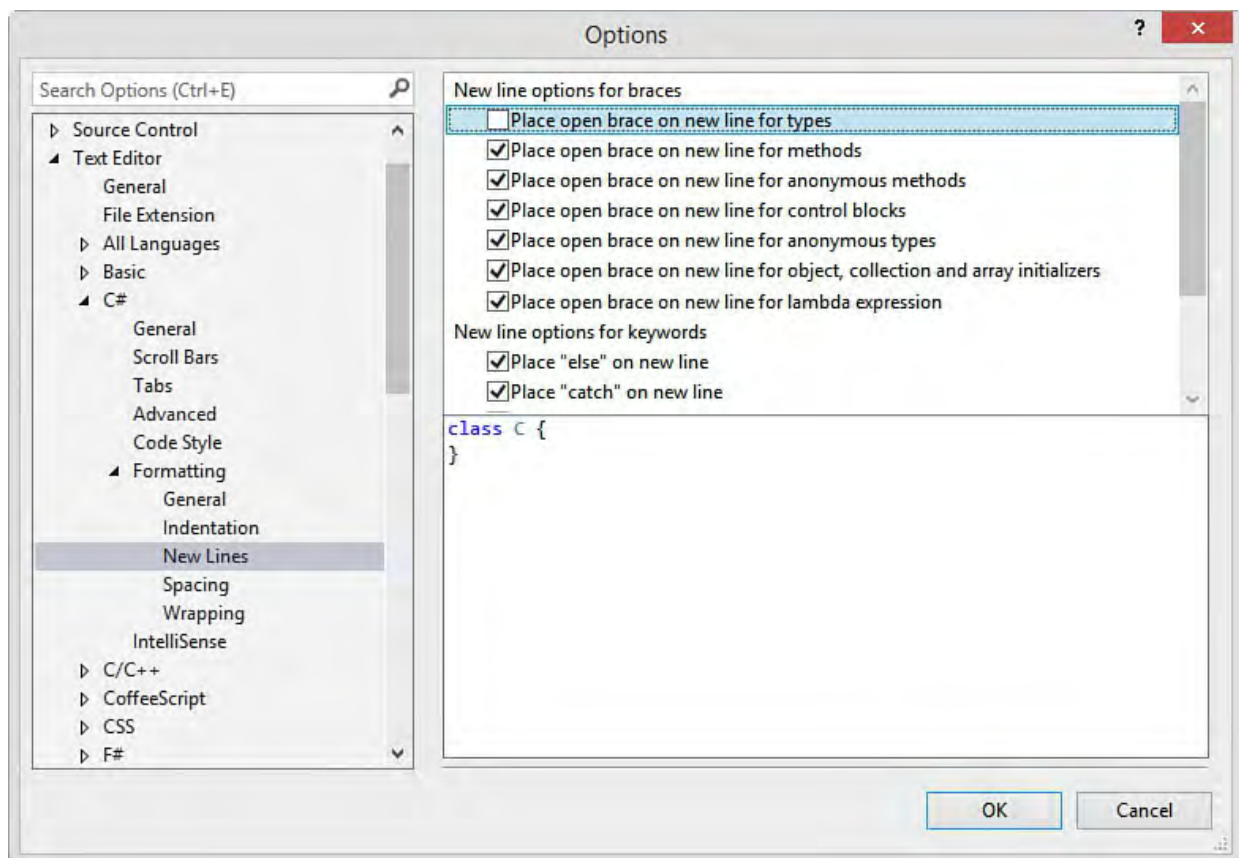 Options
?
Search Options (Ctrl+E)
Source Control
Text Editor
General
File Extension
All Languages
Basic
C#
General
Scroll Bars
Tabs
Advanced
Code Style
Formatting
General
Indentation
New Lines
Spacing
Wrapping
IntelliSense
C/C++
CoffeeScript
CSS
F#
New line options for braces
Place open brace on new line for types
Place open brace on new line for methods
Place open brace on new line for anonymous methods
Place open brace on new line for control blocks
Place open brace on new line for anonymous types
Place open brace on new line for object, collection and array initializers
Place open brace on new line for lambda expression
New line options for keywords
Place "else" on new line
Place "catch" on new line
class C {
}
OK
Cancel